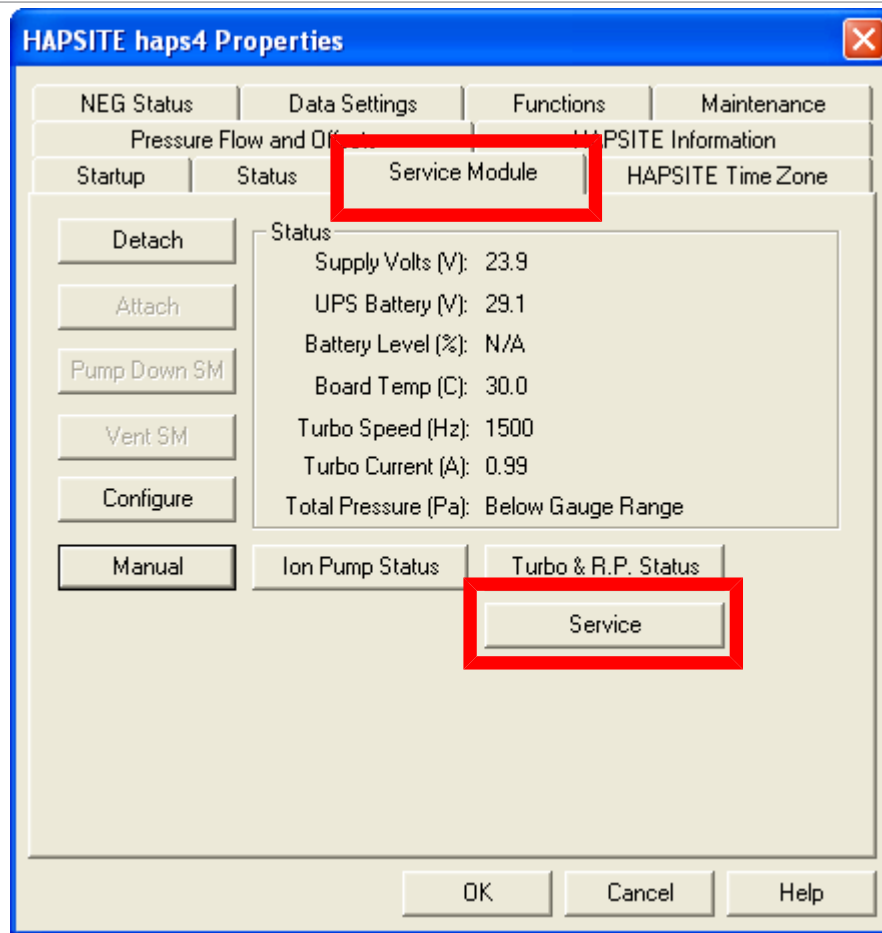 HAPSITE haps4 Properties
NEG Status Data Settings Functions Maintenance
Pressure Flow and HAPSITE Information
Startup Status Service Module HAPSITE Time Zone
Detach
Attach
Pump Down SM
Vent SM
Configure
Manual
Status
Supply Volts (V): 23.9
UPS Battery (V): 29.1
Battery Level (%): N/A
Board Temp (C): 30.0
Turbo Speed (Hz): 1500
Turbo Current (A): 0.99
Total Pressure (Pa): Below Gauge Range
Ion Pump Status Turbo & R.P. Status
Service
OK Cancel Help